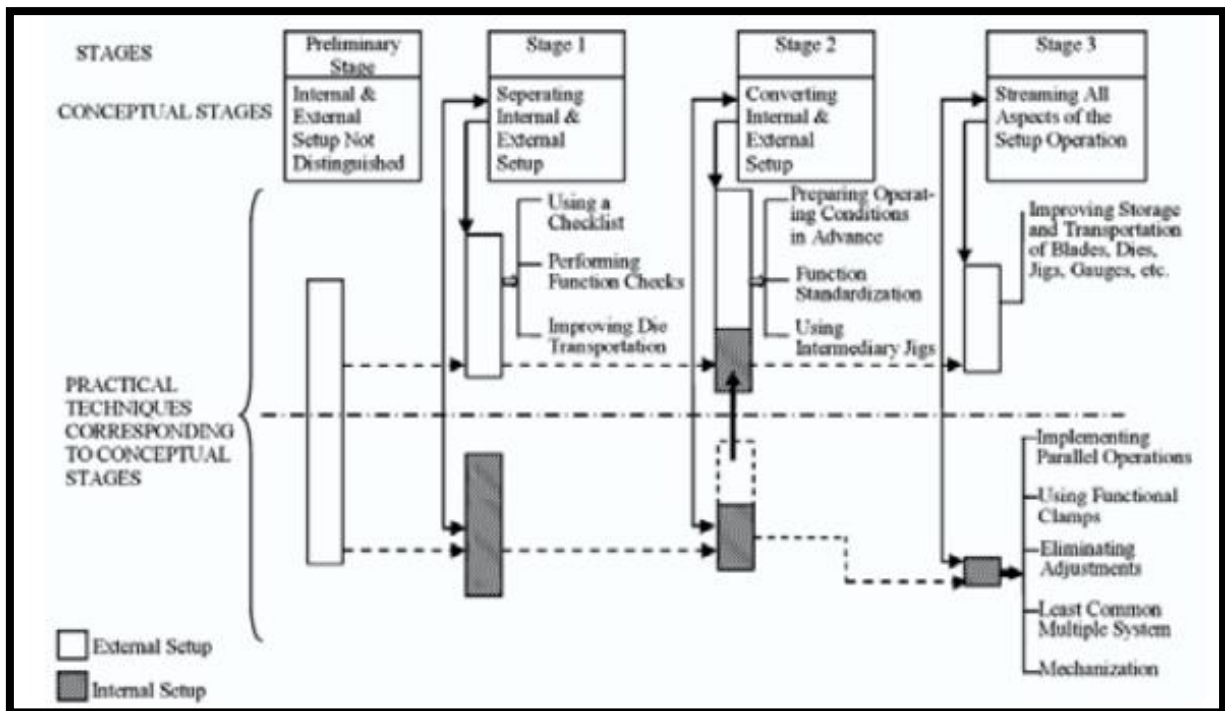 STAGES
Preliminary
Stage
Stage 1
Stage 2
Stage 3
CONCEPTUAL STAGES
Internal &
External
Setup Not
Distinguished
Seperating
Internal &
External
Setup
Converting
Internal &
External
Setup
Streaming All
Aspects of the
Setup Operation
PRACTICAL
TECHNIQUES
CORRESPONDING
TO CONCEPTUAL
STAGES
Using a
Checklist
Performing
Function Checks
Improving Die
Transportation
Preparing Operat-
ing Conditions
in Advance
Function
Standardization
Using
Intermediary Jigs
Improving Storage
and Transportation
of Blades, Dies,
Jigs, Gauges, etc.
Implementing
Parallel Operations
Using Functional
Clamps
Eliminating
Adjustments
Least Common
Multiple System
Mechanization
External Setup
Internal Setup